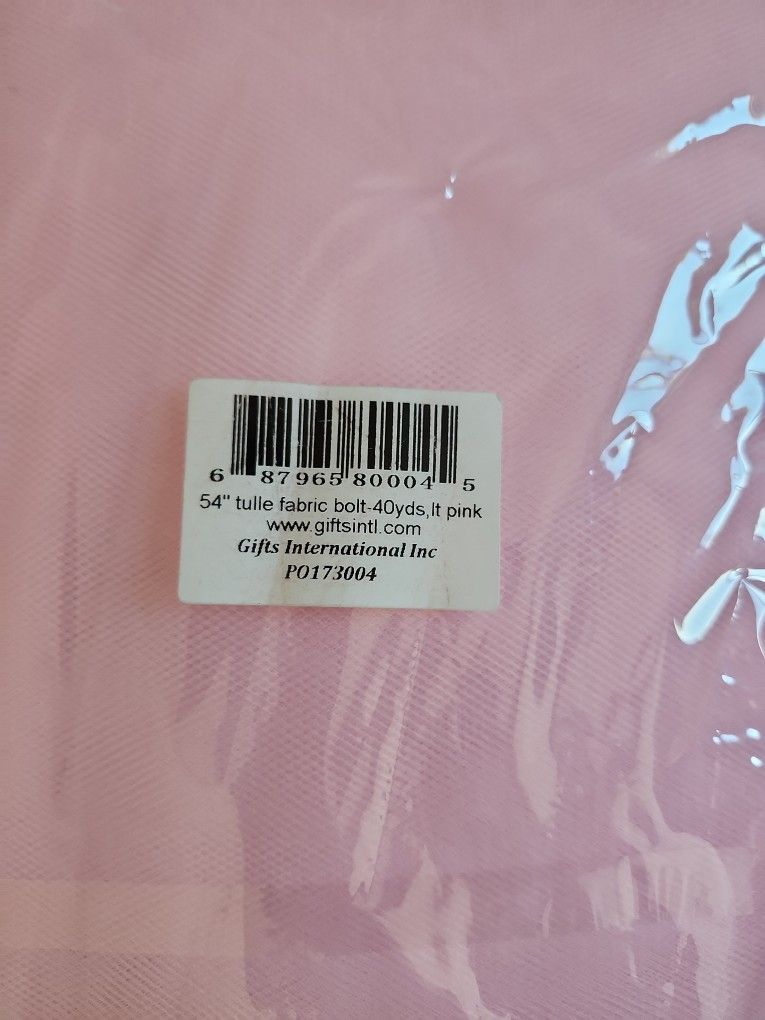 6 87965 80004 5
54" tulle fabric bolt-40yds,lt pink
www.giftsintl.com
Gifts International Inc
PO173004